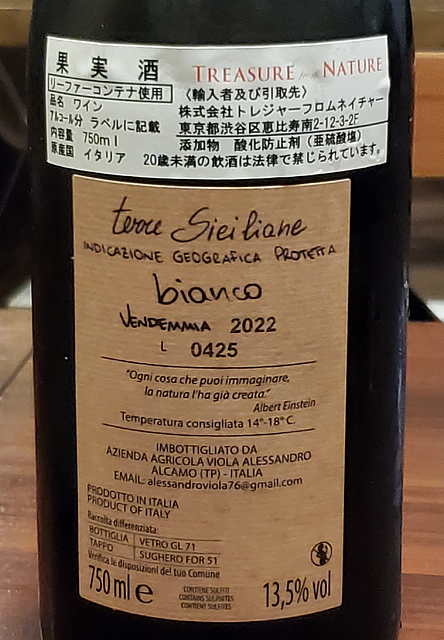 果実酒 TREASURE from NATURE
リーファーコンテナ使用 〈輸入者及び引取先〉
品名 ワイン 株式会社トレジャーフロムネイチャー
アルコール分 ラベルに記載 東京都渋谷区恵比寿南2-12-3-2F
内容量 750ml 添加物 酸化防止剤（亜硫酸塩）
原産国 イタリア 20歳未満の飲酒は法律で禁じられています。
terre Siciliane
INDICAZIONE GEOGRAFICA PROTETTA
bianco
VENDEMMIA 2022
L 0425
"Ogni cosa che puoi immaginare,
la natura l'ha già creata."
Albert Einstein
Temperatura consigliata 14°-18° C.
IMBOTTIGLIATO DA
AZIENDA AGRICOLA VIOLA ALESSANDRO
ALCAMO (TP) - ITALIA
EMAIL: alessandroviola76@gmail.com
PRODOTTO IN ITALIA
PRODUCT OF ITALY
Raccolta differenziata:
BOTTIGLIA VETRO GL 71
TAPPO SUGHERO FOR 51
Verifica le disposizioni del tuo Comune
750 ml e CONTIENE SOLFITI 13,5% vol
CONTAINS SULPHITES
CONTIENT SULFITES